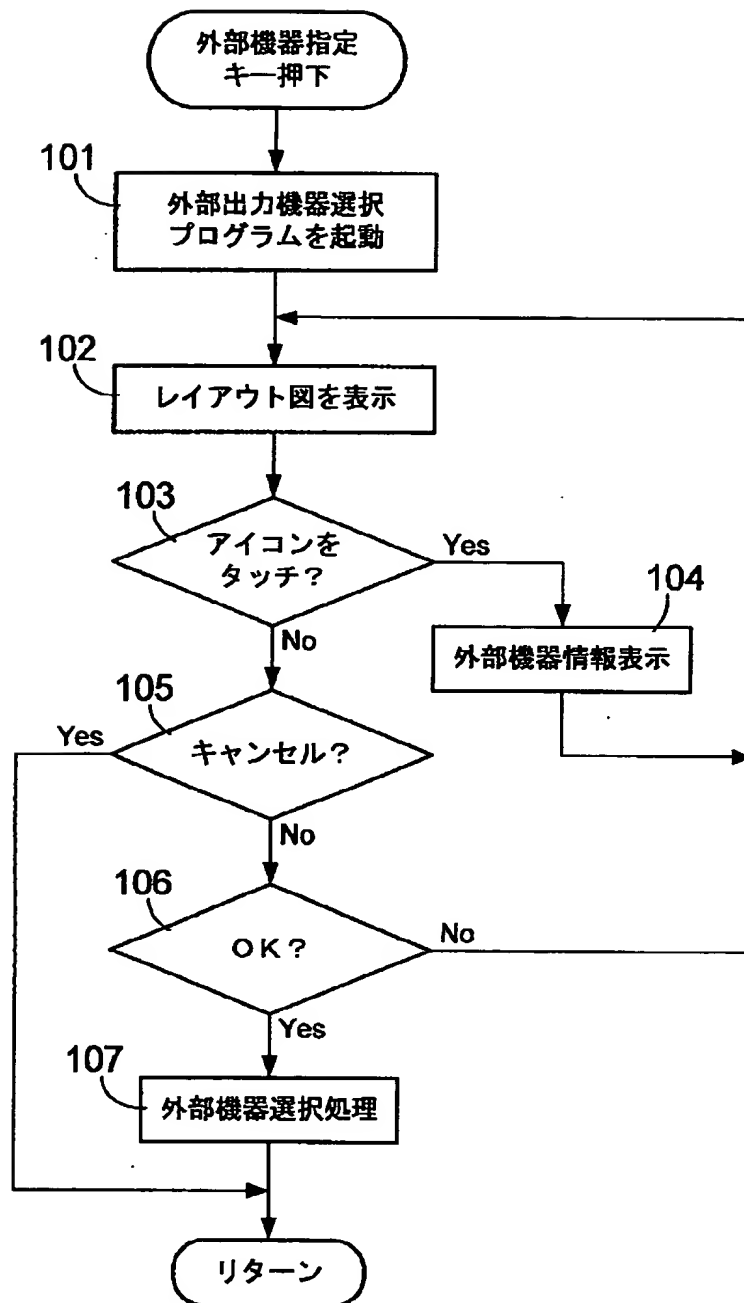 外部機器指定
キー押下
101
外部出力機器選択
プログラムを起動
102
レイアウト図を表示
103
アイコンを
タッチ？
Yes
No
104
外部機器情報表示
105
Yes
キャンセル？
No
106
ＯＫ？
No
Yes
107
外部機器選択処理
リターン